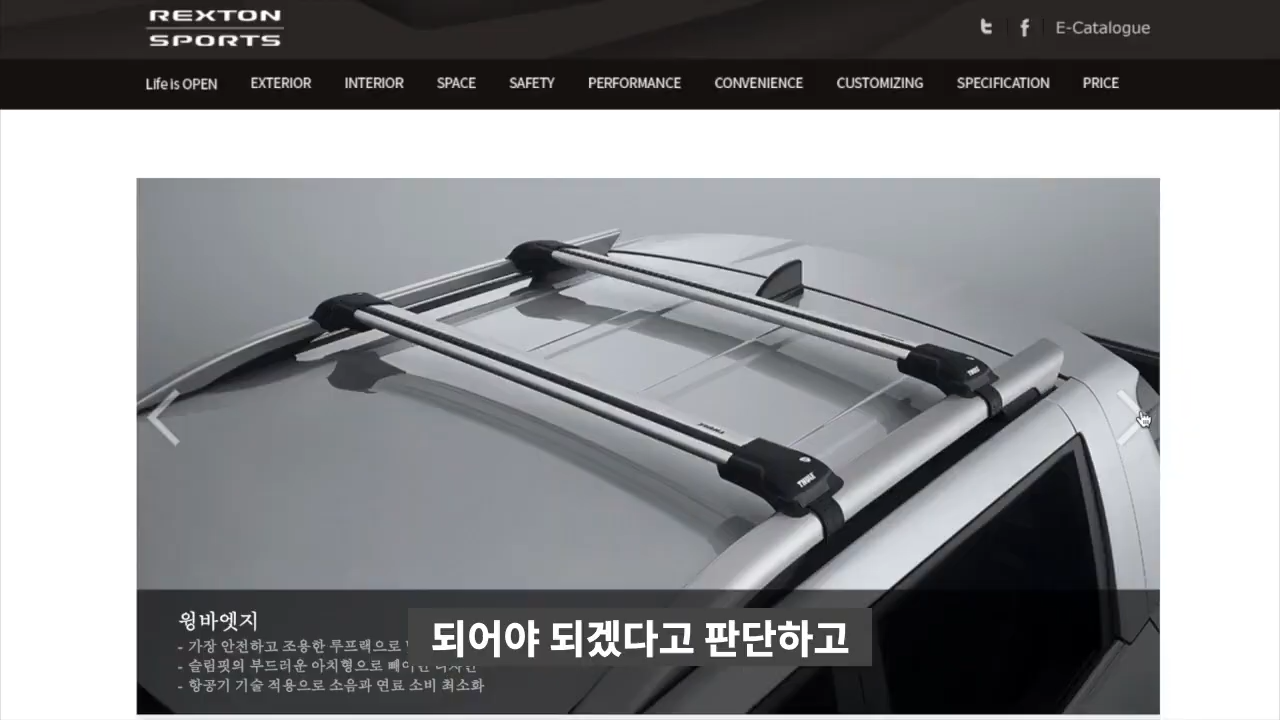 REXTON
SPORTS
E-Catalogue
Life is OPEN EXTERIOR INTERIOR SPACE SAFETY PERFORMANCE CONVENIENCE CUSTOMIZING SPECIFICATION PRICE
THULE
THULE
윙바엣지
- 가장 안전하고 조용한 루프랙으로
- 슬림핏의 부드러운 아치형으로
- 항공기 기술 적용으로 소음과 연료 소비 최소화
되어야 되겠다고 판단하고